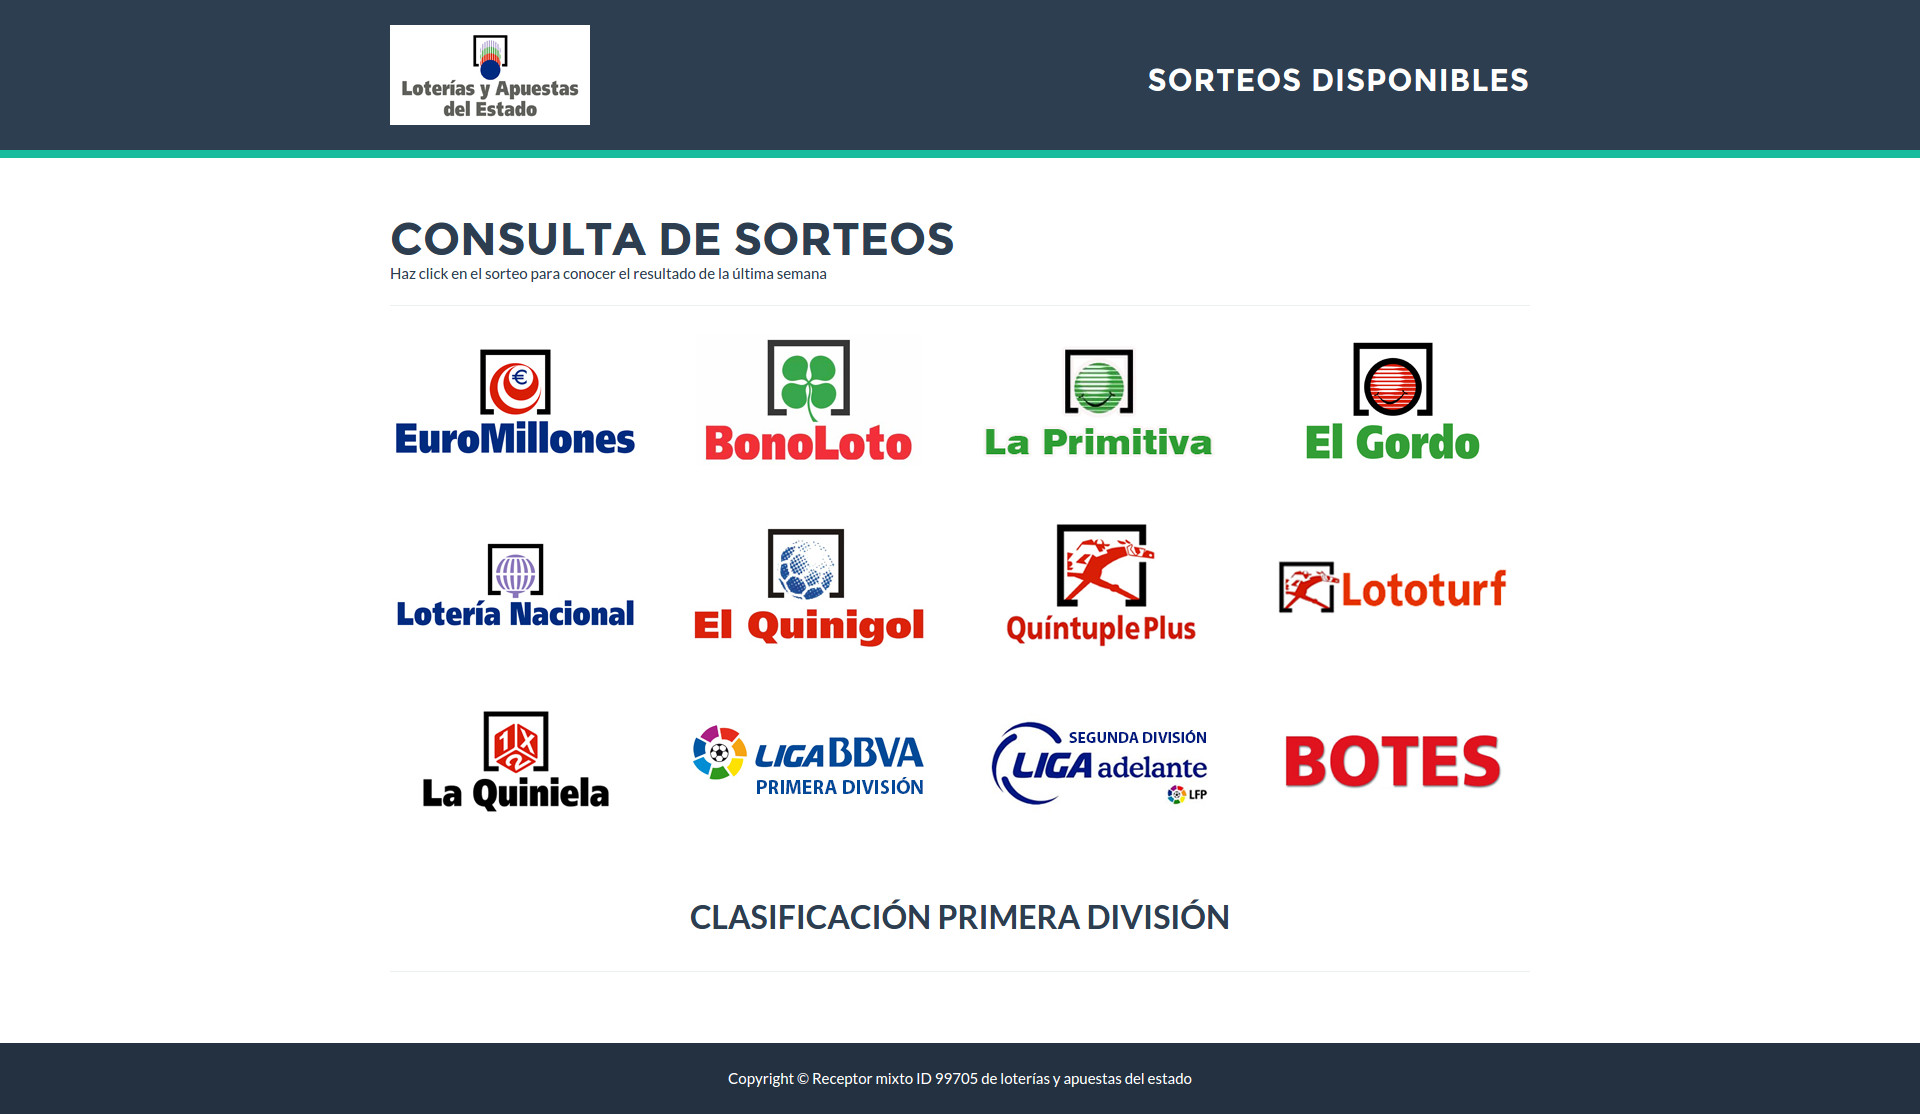 Loterías y Apuestas
del Estado
SORTEOS DISPONIBLES
CONSULTA DE SORTEOS
Haz click en el sorteo para conocer el resultado de la última semana
€
EuroMillones
BonoLoto
La Primitiva
El Gordo
Lotería Nacional
El Quinigol
Quíntuple Plus
Lototurf
1X2
La Quiniela
LIGA BBVA
PRIMERA DIVISIÓN
SEGUNDA DIVISIÓN
LIGA adelante
LFP
BOTES
CLASIFICACIÓN PRIMERA DIVISIÓN
Copyright © Receptor mixto ID 99705 de loterías y apuestas del estado